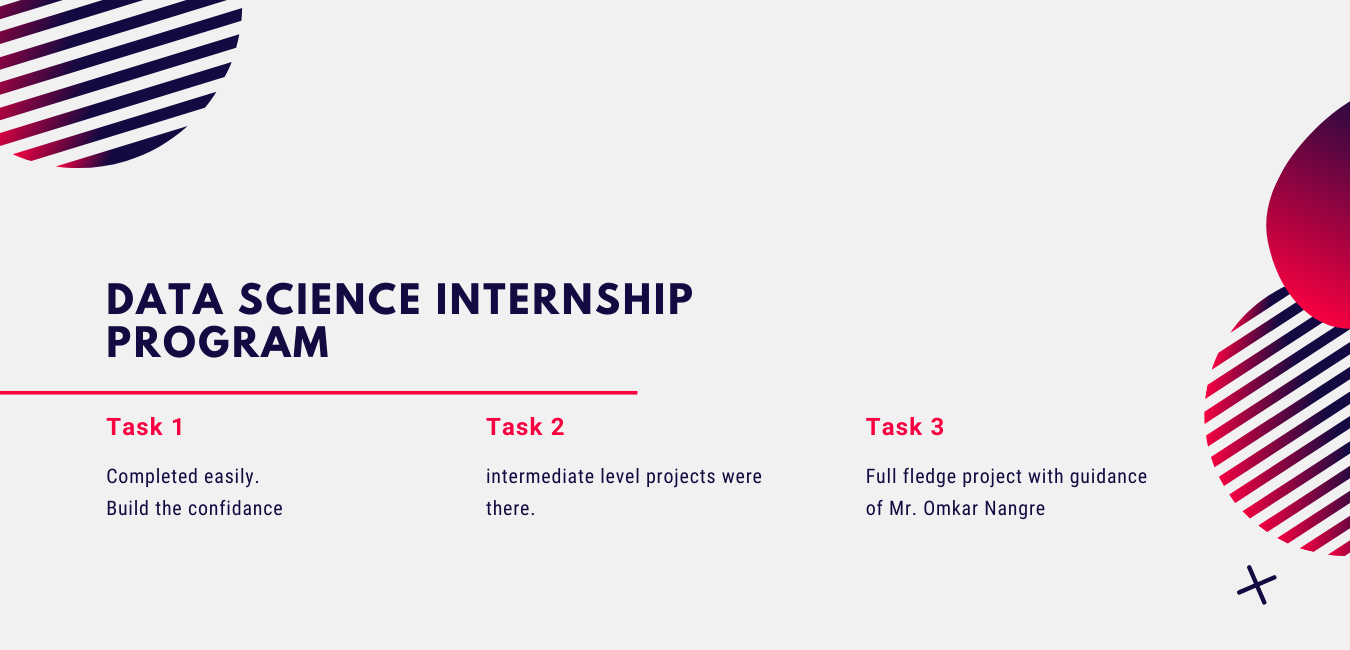 DATA SCIENCE INTERNSHIP
PROGRAM
Task 1
Completed easily.
Build the confidance
Task 2
intermediate level projects were
there.
Task 3
Full fledge project with guidance
of Mr. Omkar Nangre